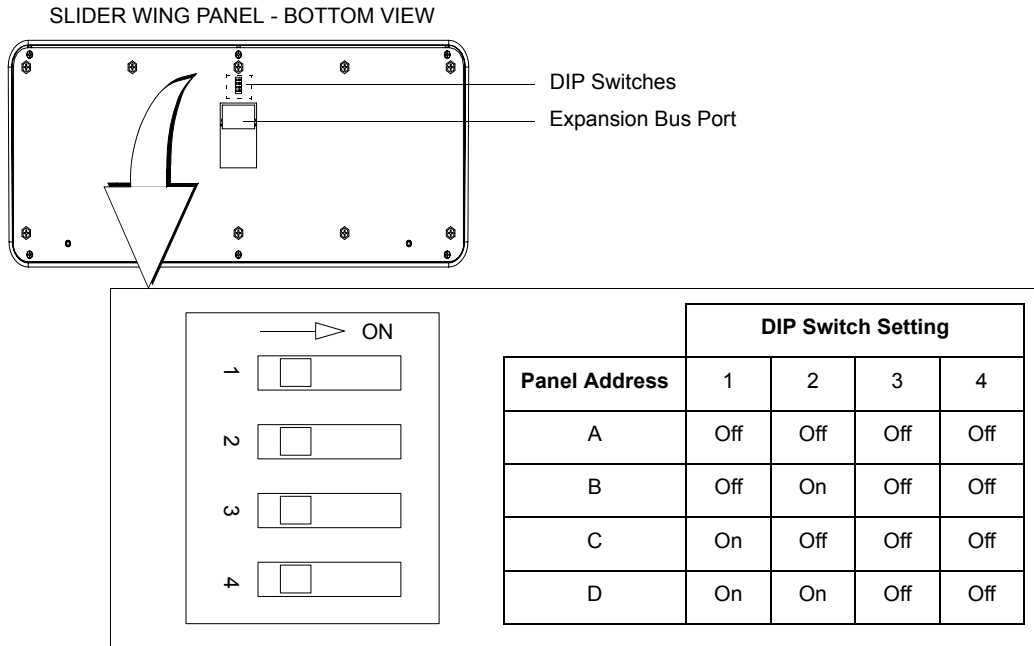 SLIDER WING PANEL - BOTTOM VIEW
DIP Switches
Expansion Bus Port
ON
1
2
3
4
DIP Switch Setting
Panel Address 1 2 3 4
A Off Off Off Off
B Off On Off Off
C On Off Off Off
D On On Off Off